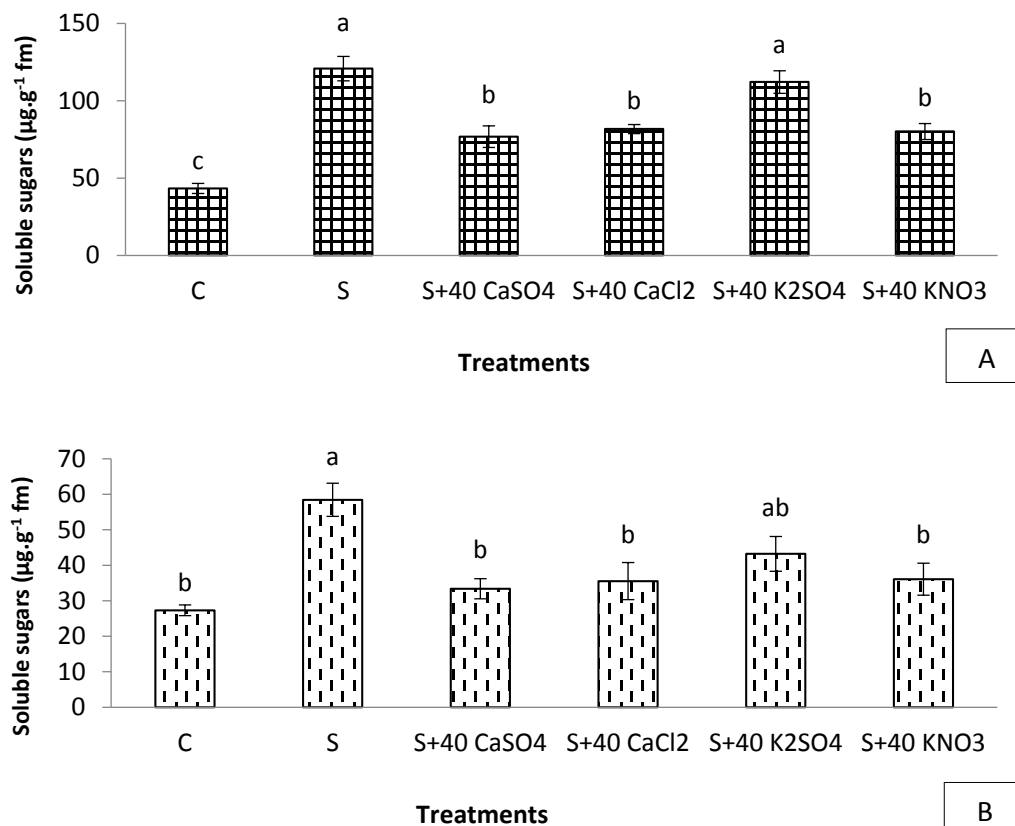 Soluble sugars (µg.g⁻¹ fm)
150
100
50
0
c
a
b
b
a
b
C S S+40 CaSO4 S+40 CaCl2 S+40 K2SO4 S+40 KNO3
Treatments
A
Soluble sugars (µg.g⁻¹ fm)
70
60
50
40
30
20
10
0
b
a
b
b
ab
b
C S S+40 CaSO4 S+40 CaCl2 S+40 K2SO4 S+40 KNO3
Treatments
B